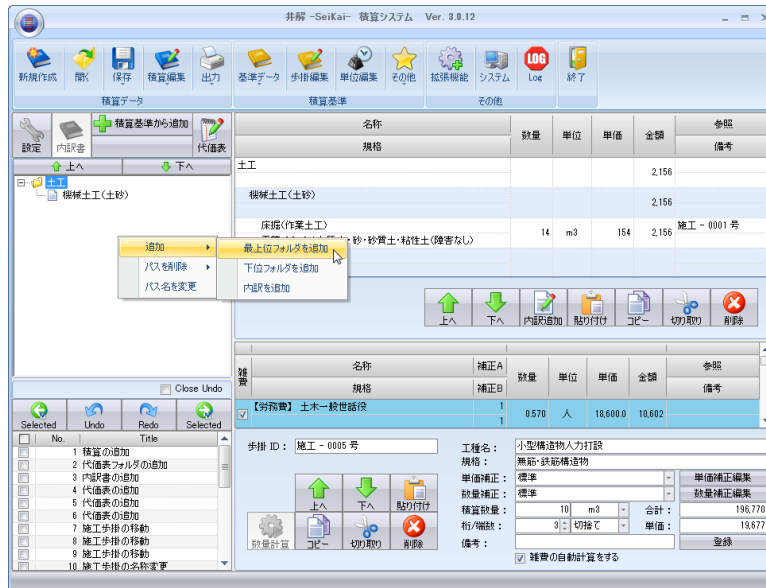 井解 -SeiKai- 積算システム Ver. 3.0.12
新規作成 開く 保存 積算編集 出力 基準データ 歩掛編集 単位編集 その他 拡張機能 システム Log 終了
LOG
積算データ 積算基準 その他
設定 内訳書 積算基準から追加 代価表
上へ 下へ
土工
機械土工(土砂)
名称 数量 単位 単価 金額 参照
規格 備考
土工 2,156
機械土工(土砂) 2,156
床掘(作業土工) 14 m3 154 2,156 施工 - 0001 号
・砂・砂質土・粘性土(障害なし)
追加 最上位フォルダを追加
パスを削除 下位フォルダを追加
パス名を変更 内訳を追加
上へ 下へ 内訳追加 貼り付け コピー 切り取り 削除
雑費 名称 補正A 数量 単位 単価 金額 参照
規格 補正B 備考
【労務費】 土木一般世話役 1 0.570 人 18,600.0 10,602
1
Close Undo
Selected Undo Redo Selected
No. Title
1 積算の追加
2 代価表フォルダの追加
3 内訳書の追加
4 代価表の追加
5 代価表の追加
6 代価表の追加
7 施工歩掛の移動
8 施工歩掛の移動
9 施工歩掛の移動
10 施工歩掛の名称変更
歩掛 ID： 施工 - 0005 号
上へ 下へ 貼り付け
数量計算 コピー 切り取り 削除
工種名： 小型構造物人力打設
規格： 無筋・鉄筋構造物
単価補正： 標準 単価補正編集
数量補正： 標準 数量補正編集
積算数量： 10 m3 合計： 196,770
桁/端数： 3 切捨て 単価： 19,677
備考： 登録
雑費の自動計算をする